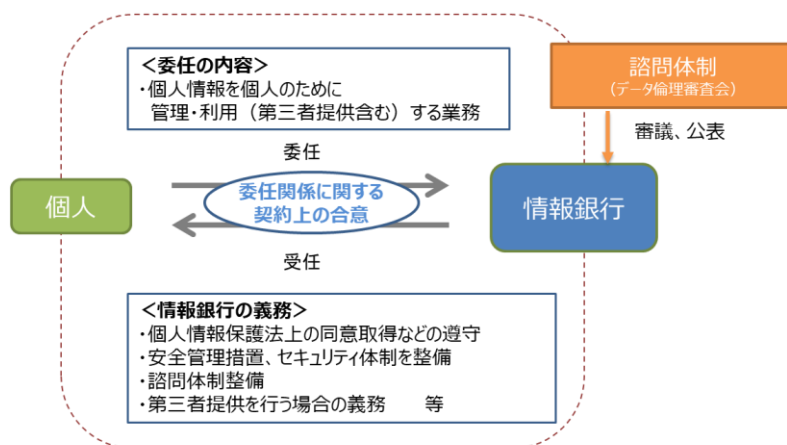 <委任の内容>
・個人情報を個人のために
管理・利用（第三者提供含む）する業務
諮問体制
（データ倫理審査会）
審議、公表
委任
個人
委任関係に関する
契約上の合意
情報銀行
受任
<情報銀行の義務>
・個人情報保護法上の同意取得などの遵守
・安全管理措置、セキュリティ体制を整備
・諮問体制整備
・第三者提供を行う場合の義務　　等